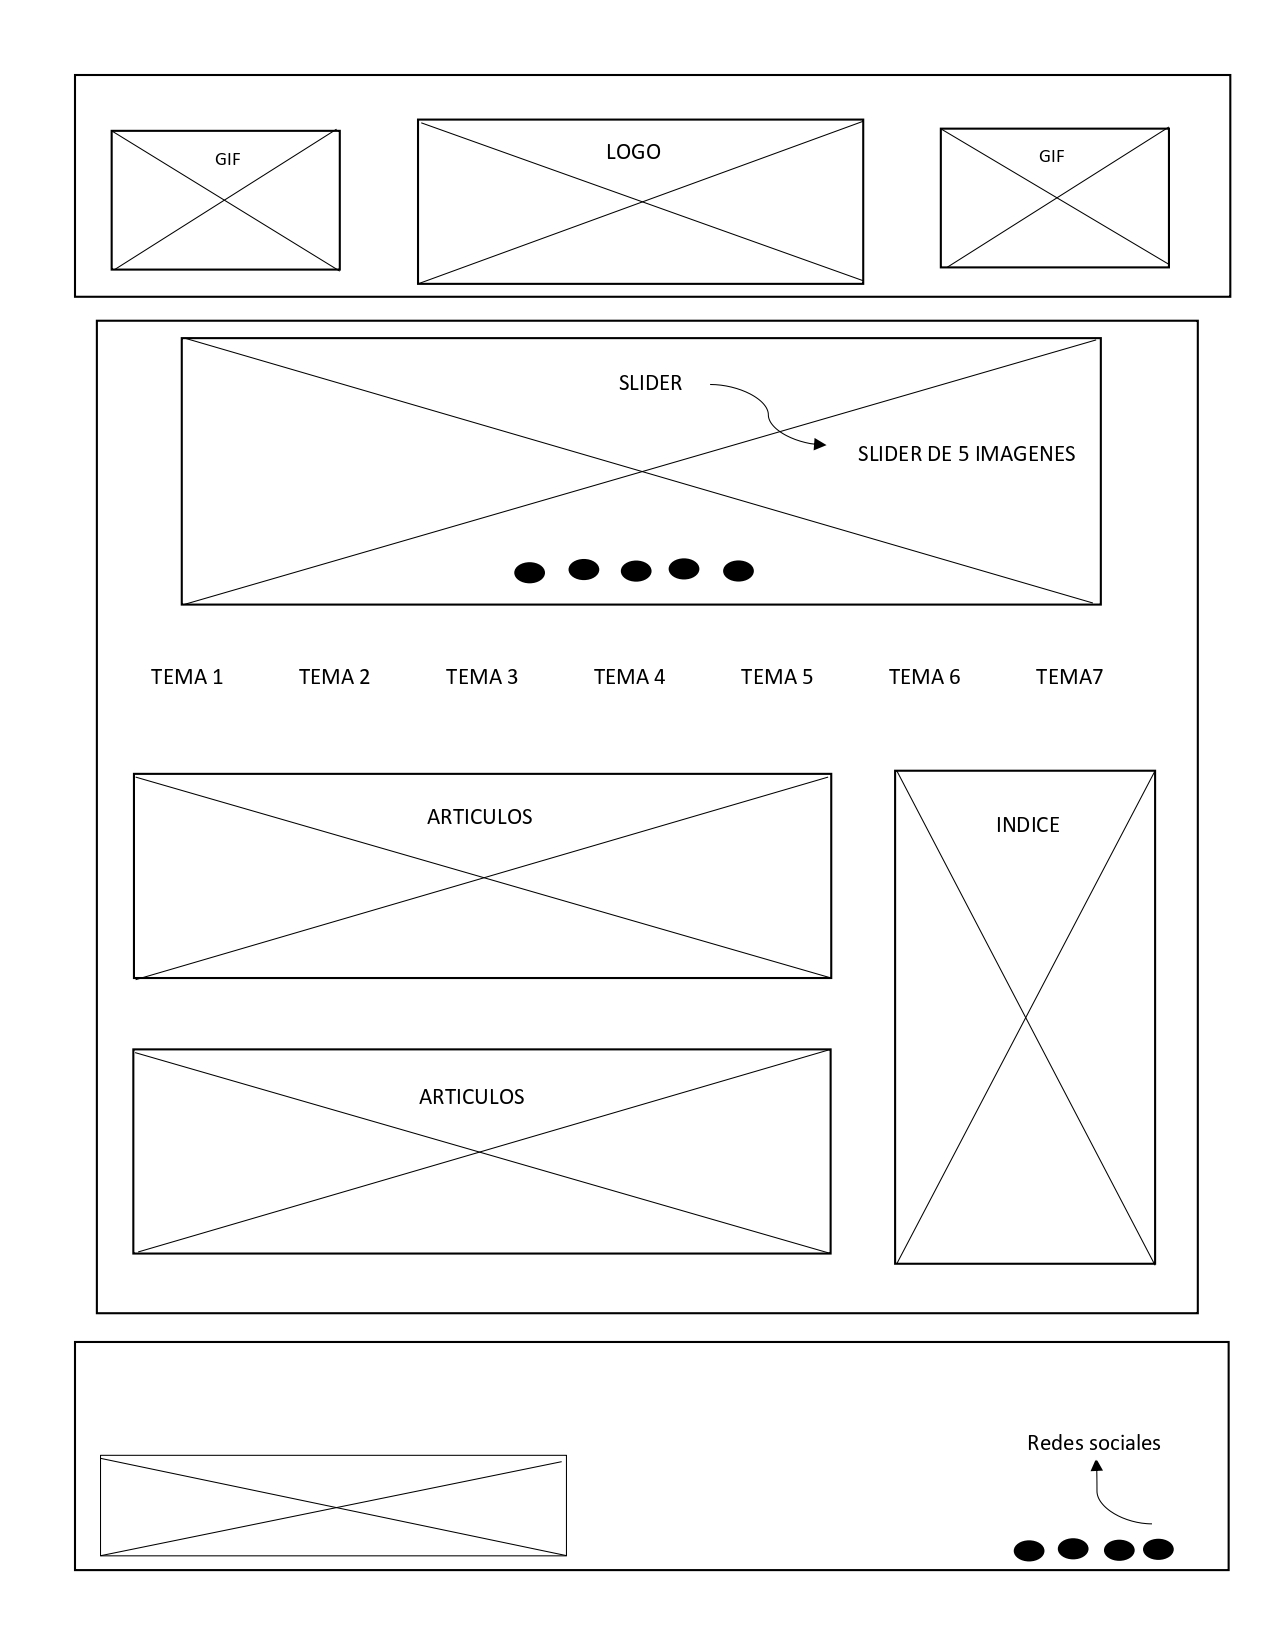 GIF
LOGO
GIF
SLIDER
SLIDER DE 5 IMAGENES
TEMA 1
TEMA 2
TEMA 3
TEMA 4
TEMA 5
TEMA 6
TEMA7
ARTICULOS
INDICE
ARTICULOS
Redes sociales